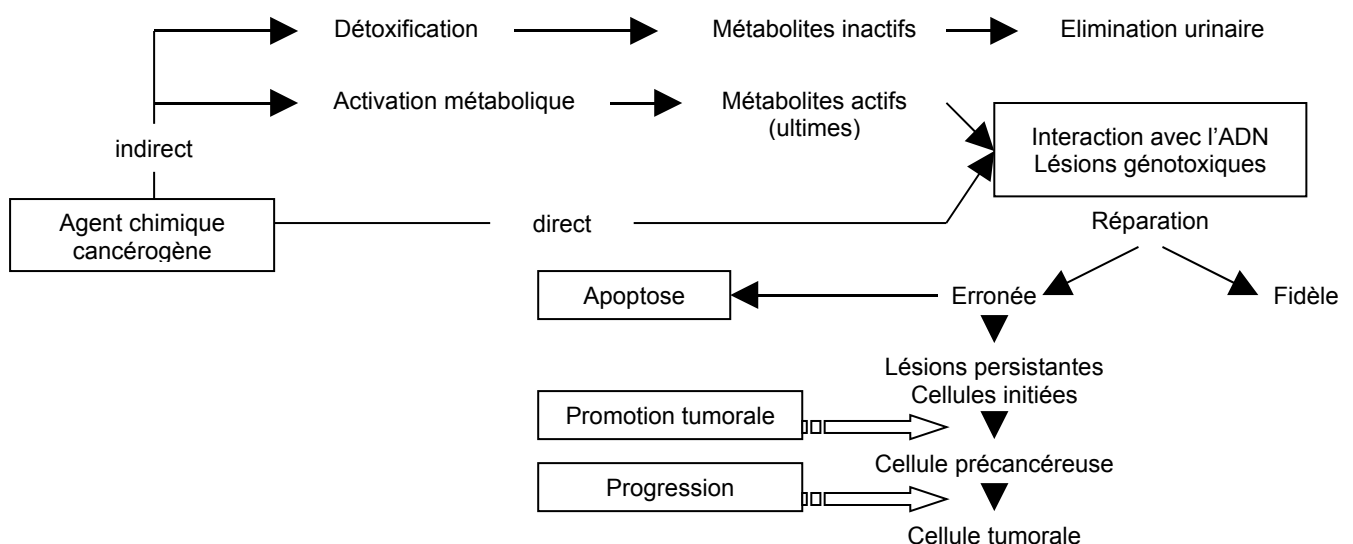 Détoxification
Métabolites inactifs
Elimination urinaire
Activation métabolique
Métabolites actifs
(ultimes)
Interaction avec l'ADN
Lésions génotoxiques
indirect
Agent chimique
cancérogène
direct
Réparation
Apoptose
Erronée
Fidèle
Lésions persistantes
Cellules initiées
Promotion tumorale
Cellule précancéreuse
Progression
Cellule tumorale